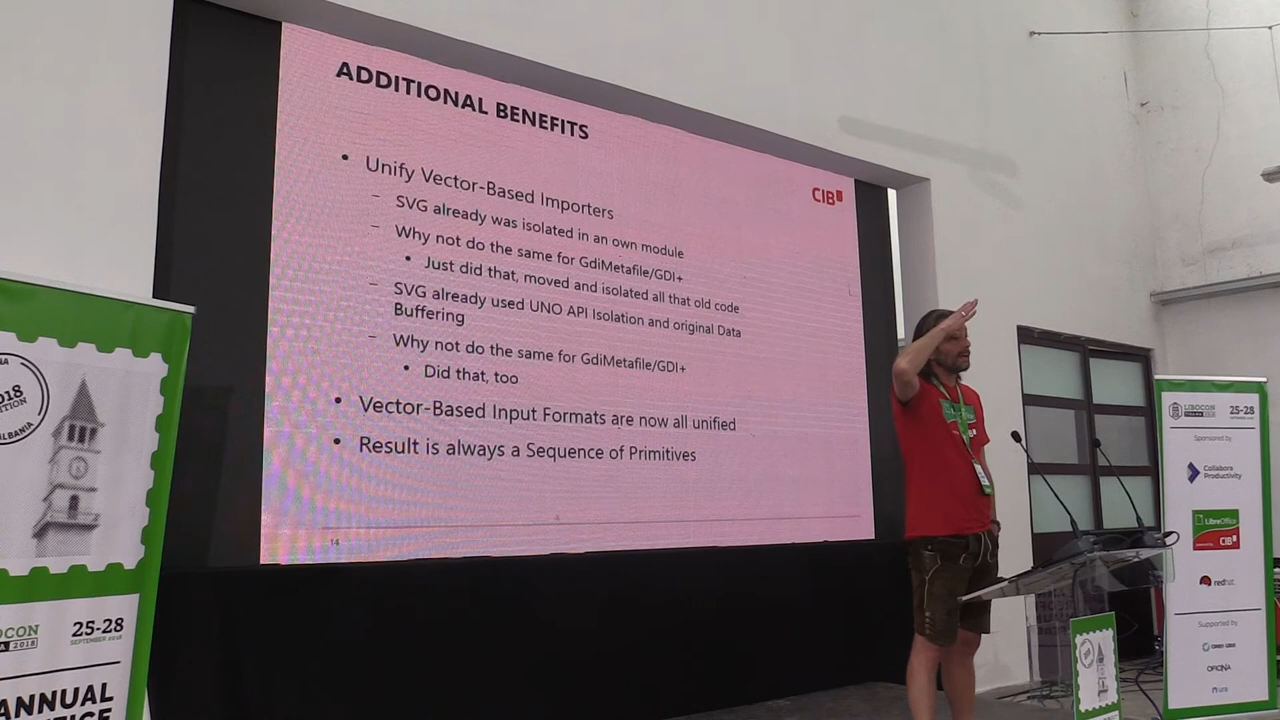 ADDITIONAL BENEFITS
• Unify Vector-Based Importers
– SVG already was isolated in an own module
– Why not do the same for GdiMetafile/GDI+
• Just did that, moved and isolated all that old code
– SVG already used UNO API Isolation and original Data
Buffering
– Why not do the same for GdiMetafile/GDI+
• Did that, too
• Vector-Based Input Formats are now all unified
• Result is always a Sequence of Primitives
14
CIB
2018
ALBANIA
OCON
2018
25-28
SEPTEMBER 2018
ANNUAL
LIBOCON
25-28
Sponsored by
Collabora
Productivity
LibreOffice
CIB
redhat
Supported by
OFICINA